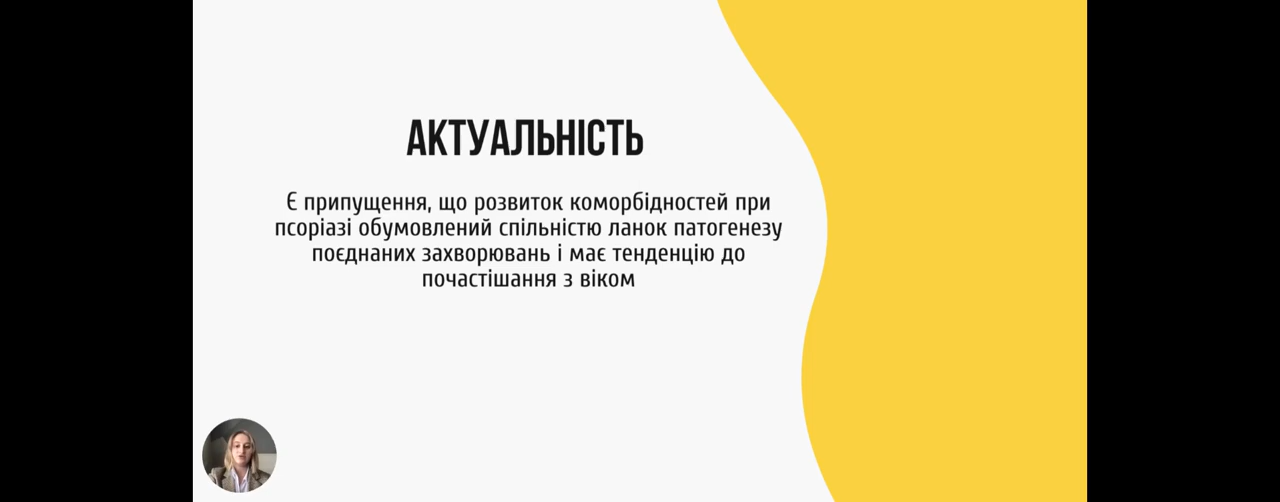 АКТУАЛЬНІСТЬ
Є припущення, що розвиток коморбідностей при
псоріазі обумовлений спільністю ланок патогенезу
поєднаних захворювань і має тенденцію до
почастішання з віком